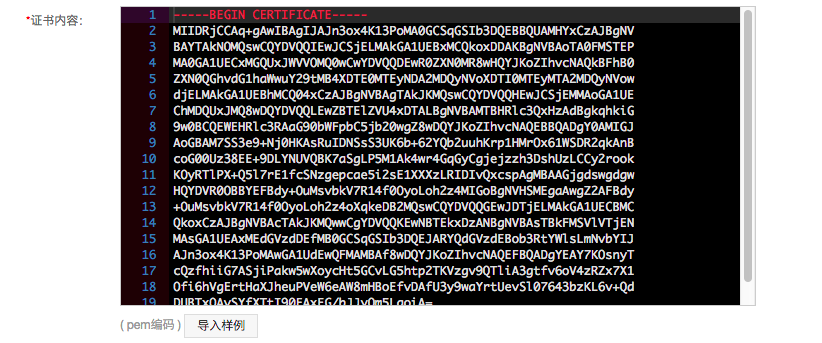 *证书内容：
1 -----BEGIN CERTIFICATE-----
2 MIIDRjCCAq+gAwIBAgIJAJn3ox4K13PoMA0GCSqGSIb3DQEBBQUAMHYxCzAJBgNV
3 BAYTAkNOMQswCQYDVQQIEwJCSjELMAkGA1UEBxMCQkoxDDAKBgNVBAoTA0FMSTEP
4 MA0GA1UECxMGQUxJWVVOMQ0wCwYDVQQDEwR0ZXN0MR8wHQYJKoZIhvcNAQkBFhB0
5 ZXN0QGhvdG1haWwuY29tMB4XDTE0MTEyNDA2MDQyNVoXDTI0MTEyMTA2MDQyNVow
6 djELMAkGA1UEBhMCQ04xCzAJBgNVBAgTAkJKMQswCQYDVQQHEwJCSjEMMAoGA1UE
7 ChMDQUxJMQ8wDQYDVQQLEwZBTElZVU4xDTALBgNVBAMTBHRlc3QxHzAdBgkqhkiG
8 9w0BCQEWEHRlc3RAaG90bWFpbC5jb20wgZ8wDQYJKoZIhvcNAQEBBQADgY0AMIGJ
9 AoGBAM7SS3e9+Nj0HKAsRuIDNSsS3UK6b+62YQb2uuhKrp1HMrOx61WSDR2qkAnB
10 coG00Uz38EE+9DLYNUVQBK7aSgLP5M1Ak4wr4GqGyCgjejzzh3DshUzLCCy2rook
11 KOyRTlPX+Q5l7rE1fcSNzgepcae5i2sE1XXXzLRIDIvQxcspAgMBAAGjgdswgdgw
12 HQYDVR0OBBYEFBdy+OuMsvbkV7R14f0OyoLoh2z4MIGoBgNVHSMEgaAwgZ2AFBdy
13 +OuMsvbkV7R14f0OyoLoh2z4oXqkeDB2MQswCQYDVQQGEwJDTjELMAkGA1UECBMC
14 QkoxCzAJBgNVBAcTAkJKMQwwCgYDVQQKEwNBTEkxDzANBgNVBAsTBkFMSVlVTjEN
15 MAsGA1UEAxMEdGVzdDEfMB0GCSqGSIb3DQEJARYQdGVzdEBob3RtYWlsLmNvbYIJ
16 AJn3ox4K13PoMAwGA1UdEwQFMAMBAf8wDQYJKoZIhvcNAQEFBQADgYEAY7KOsnyT
17 cQzfhiiG7ASjiPakw5wXoycHt5GCvLG5htp2TKVzgv9QTliA3gtfv6oV4zRZx7X1
18 Ofi6hVgErtHaXJheuPVeW6eAW8mHBoEfvDAfU3y9waYrtUevSl07643bzKL6v+Qd
19 DUBTxOAvSYfXTtI90EAxEG/bJJyOm5LqoiA=
( pem编码 ) 导入样例